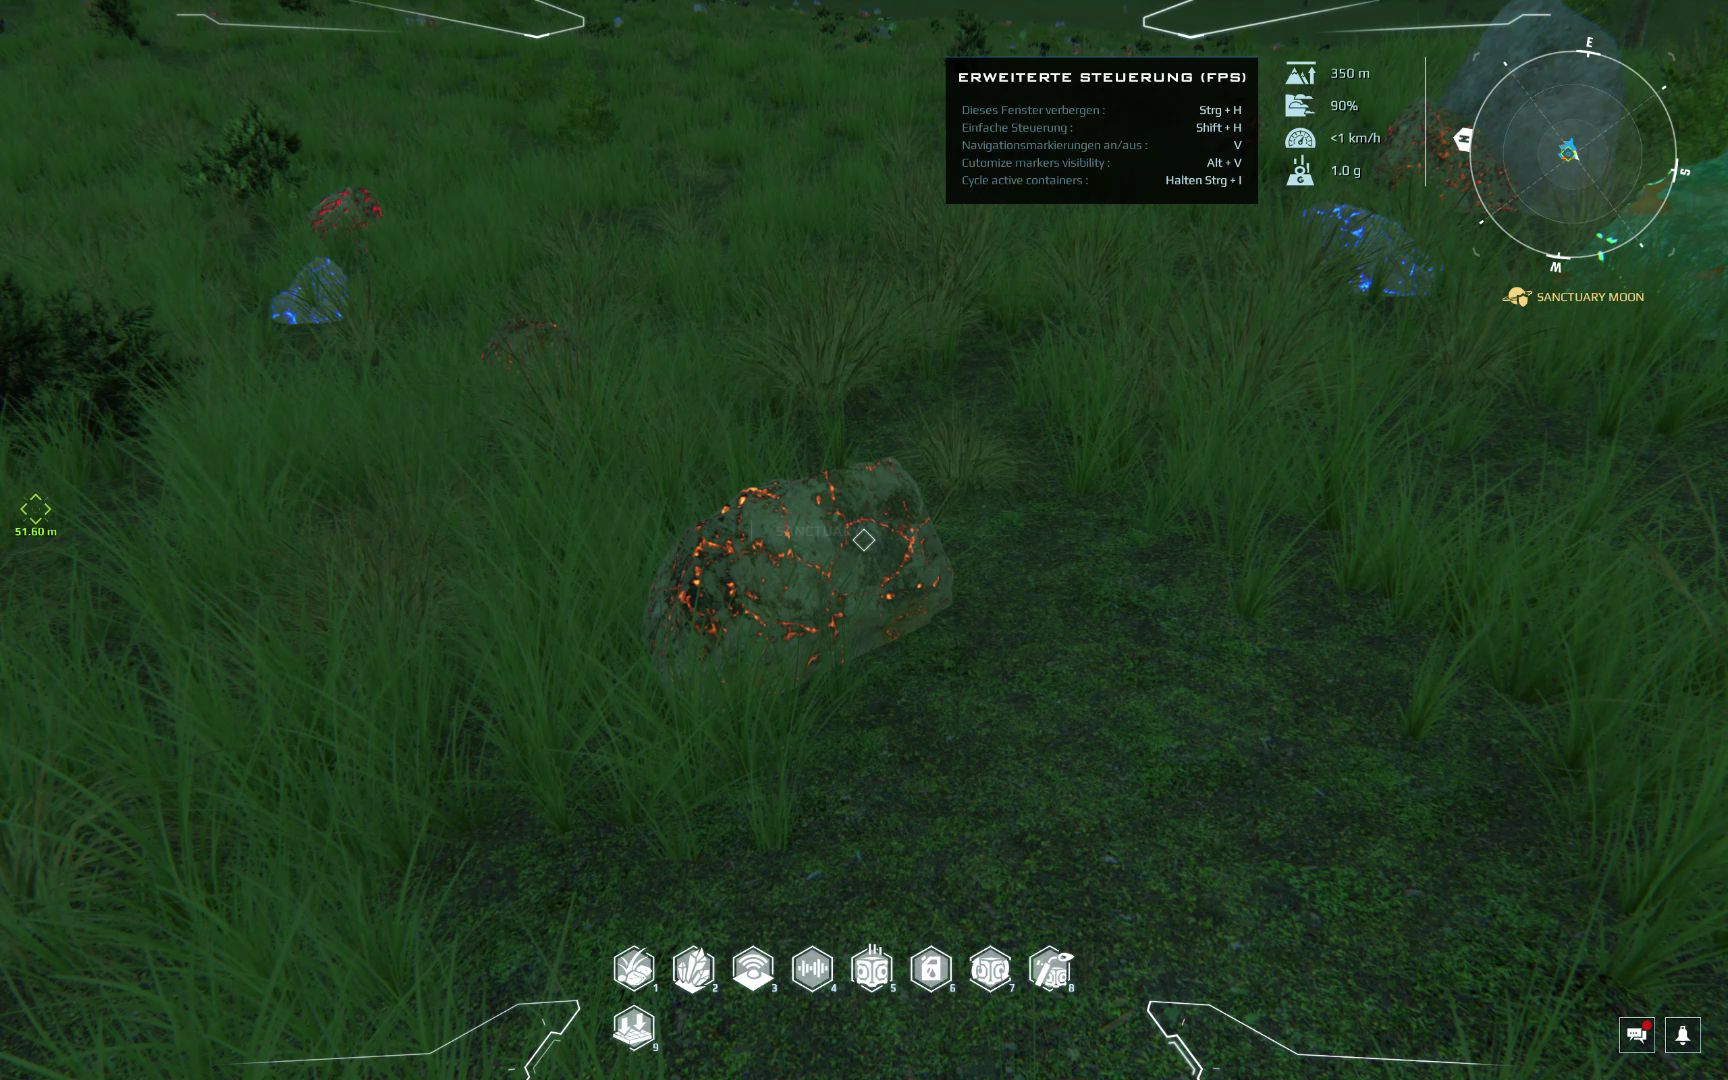 E
ERWEITERTE STEUERUNG (FPS)
Dieses Fenster verbergen : Strg + H
Einfache Steuerung : Shift + H
Navigationsmarkierungen an/aus : V
Cutomize markers visibility : Alt + V
Cycle active containers : Halten Strg + I
350 m
90%
<1 km/h
1.0 g
G
N
S
W
SANCTUARY MOON
51.60 m
SANCTUA
1
2
3
4
5
6
7
8
9